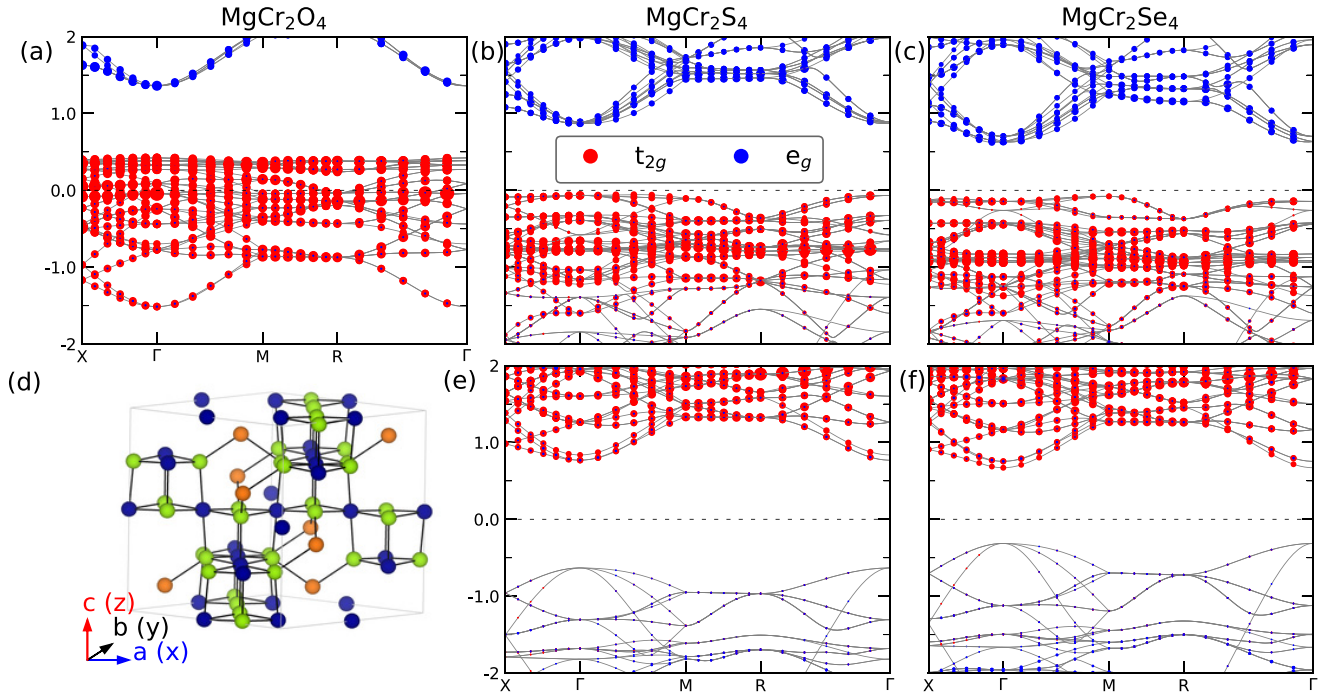 MgCr₂O₄
MgCr₂S₄
MgCr₂Se₄
(a)
(b)
(c)
1.0
0.0
-1.0
-2
X Γ M R Γ
t₂g
e_g
(d)
c (z)
b (y)
a (x)
(e)
2
1.0
0.0
-1.0
-2
X Γ M R Γ
(f)
X Γ M R Γ
2